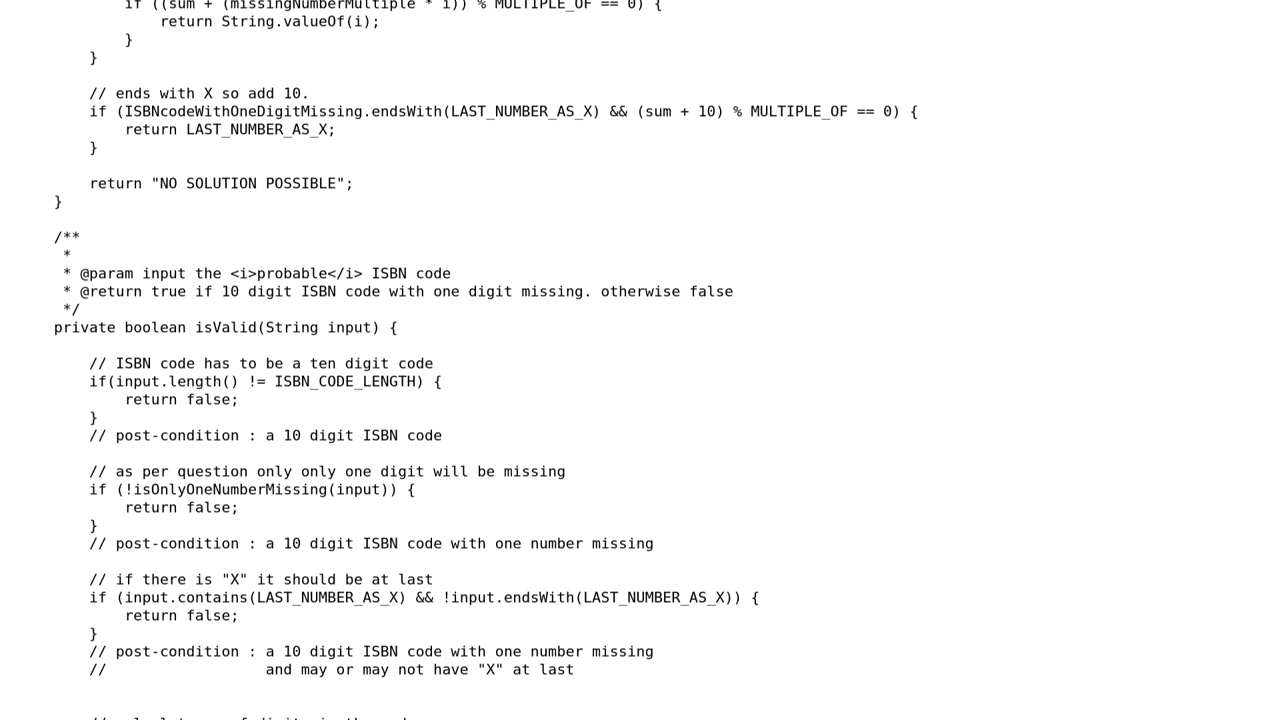 if ((sum + (missingNumberMultiple * i)) % MULTIPLE_OF == 0) {
return String.valueOf(i);
}
}
// ends with X so add 10.
if (ISBNcodeWithOneDigitMissing.endsWith(LAST_NUMBER_AS_X) && (sum + 10) % MULTIPLE_OF == 0) {
return LAST_NUMBER_AS_X;
}
return "NO SOLUTION POSSIBLE";
}
/**
*
* @param input the <i>probable</i> ISBN code
* @return true if 10 digit ISBN code with one digit missing. otherwise false
*/
private boolean isValid(String input) {
// ISBN code has to be a ten digit code
if(input.length() != ISBN_CODE_LENGTH) {
return false;
}
// post-condition : a 10 digit ISBN code
// as per question only only one digit will be missing
if (!isOnlyOneNumberMissing(input)) {
return false;
}
// post-condition : a 10 digit ISBN code with one number missing
// if there is "X" it should be at last
if (input.contains(LAST_NUMBER_AS_X) && !input.endsWith(LAST_NUMBER_AS_X)) {
return false;
}
// post-condition : a 10 digit ISBN code with one number missing
// and may or may not have "X" at last